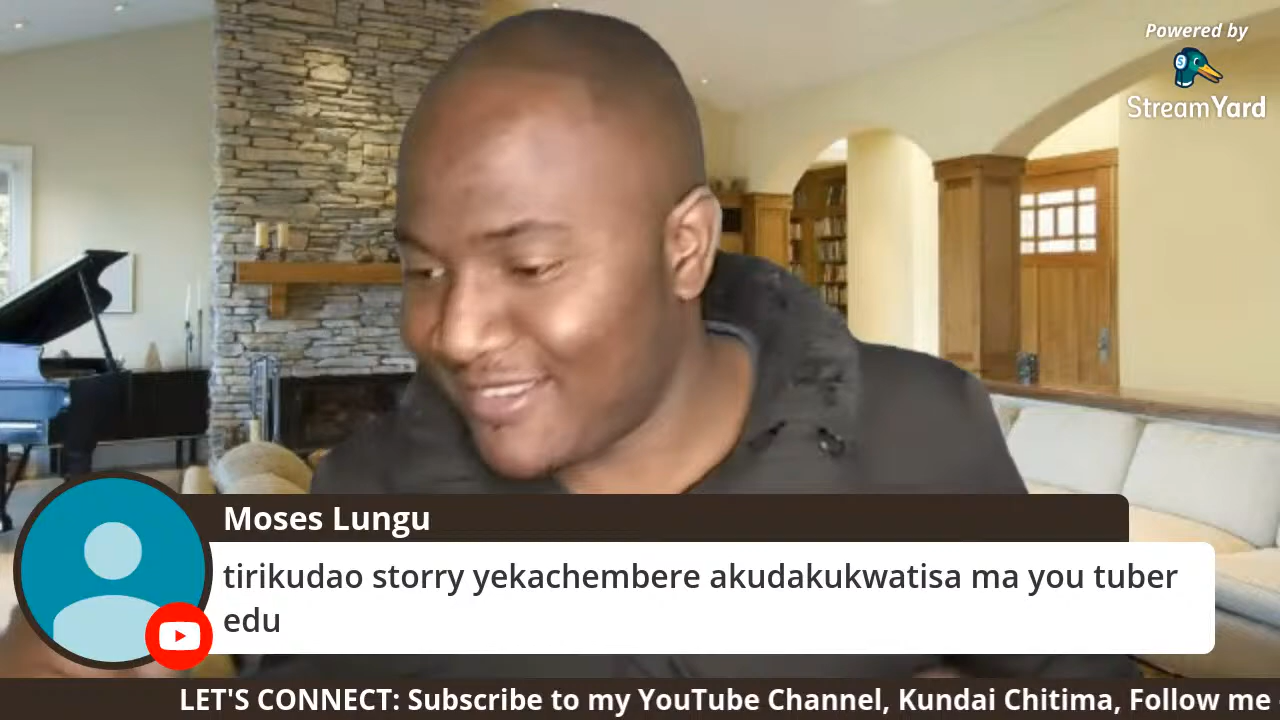 Powered by
StreamYard
Moses Lungu
tirikudao storry yekachembere akudakukwatisa ma you tuber
edu
LET'S CONNECT: Subscribe to my YouTube Channel, Kundai Chitima, Follow me